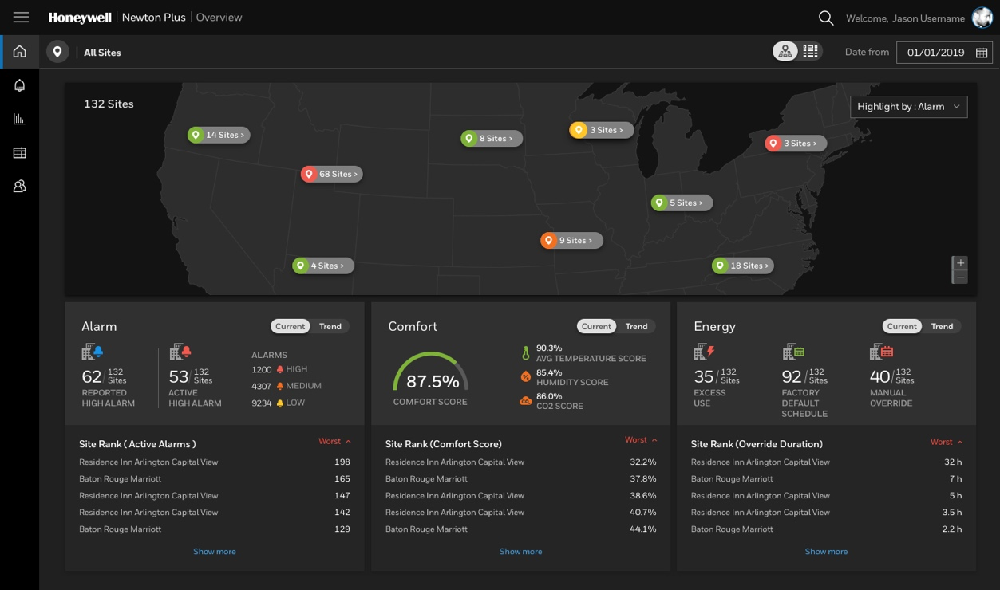 Honeywell | Newton Plus | Overview
Welcome, Jason Username
All Sites
Date from 01/01/2019
132 Sites
Highlight by : Alarm
14 Sites >
8 Sites >
3 Sites >
3 Sites >
68 Sites >
5 Sites >
9 Sites >
4 Sites >
18 Sites >
+
−
Alarm
Current Trend
62/132 Sites
REPORTED
HIGH ALARM
53/132 Sites
ACTIVE
HIGH ALARM
ALARMS
1200 HIGH
4307 MEDIUM
9234 LOW
Site Rank ( Active Alarms ) Worst
Residence Inn Arlington Capital View 198
Baton Rouge Marriott 165
Residence Inn Arlington Capital View 147
Residence Inn Arlington Capital View 142
Baton Rouge Marriott 129
Show more
Comfort
Current Trend
87.5%
COMFORT SCORE
90.3%
AVG TEMPERATURE SCORE
85.4%
HUMIDITY SCORE
CO2
86.0%
CO2 SCORE
Site Rank (Comfort Score) Worst
Residence Inn Arlington Capital View 32.2%
Baton Rouge Marriott 37.8%
Residence Inn Arlington Capital View 38.6%
Residence Inn Arlington Capital View 40.7%
Baton Rouge Marriott 44.1%
Show more
Energy
Current Trend
35/132 Sites
EXCESS
USE
92/132 Sites
FACTORY
DEFAULT
SCHEDULE
40/132 Sites
MANUAL
OVERRIDE
Site Rank (Override Duration) Worst
Residence Inn Arlington Capital View 32 h
Baton Rouge Marriott 7 h
Residence Inn Arlington Capital View 5 h
Residence Inn Arlington Capital View 3.5 h
Baton Rouge Marriott 2.2 h
Show more